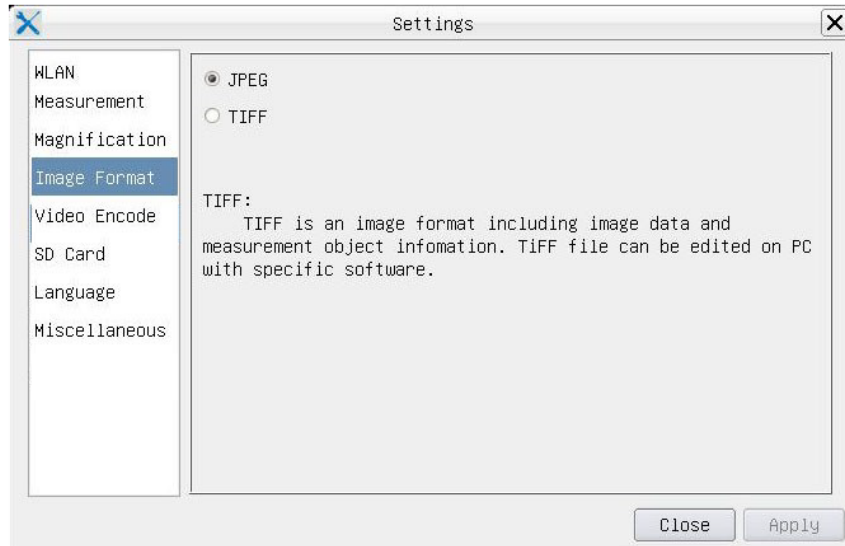 Settings
WLAN
Measurement
Magnification
Image Format
Video Encode
SD Card
Language
Miscellaneous
JPEG
TIFF
TIFF:
TIFF is an image format including image data and
measurement object infomation. TiFF file can be edited on PC
with specific software.
Close
Apply